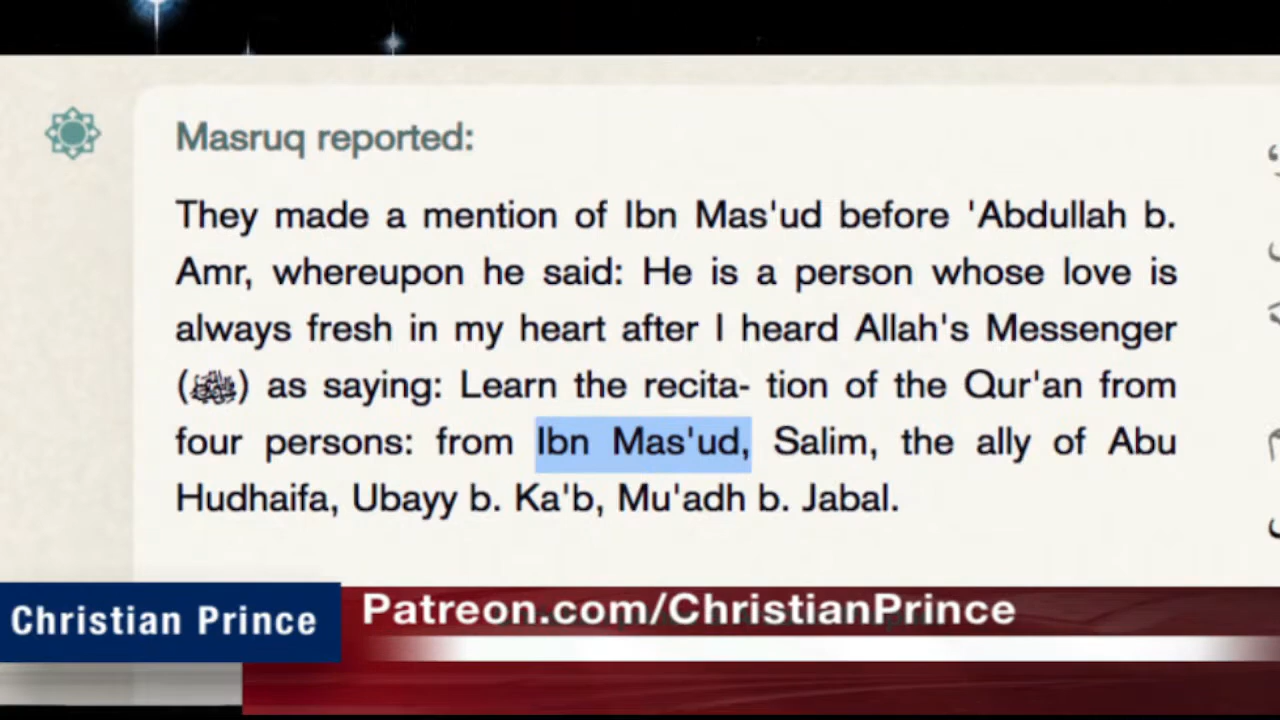 Masruq reported:
They made a mention of Ibn Mas'ud before 'Abdullah b.
Amr, whereupon he said: He is a person whose love is
always fresh in my heart after I heard Allah's Messenger
(ﷺ) as saying: Learn the recita- tion of the Qur'an from
four persons: from Ibn Mas'ud, Salim, the ally of Abu
Hudhaifa, Ubayy b. Ka'b, Mu'adh b. Jabal.
Christian Prince
Patreon.com/ChristianPrince